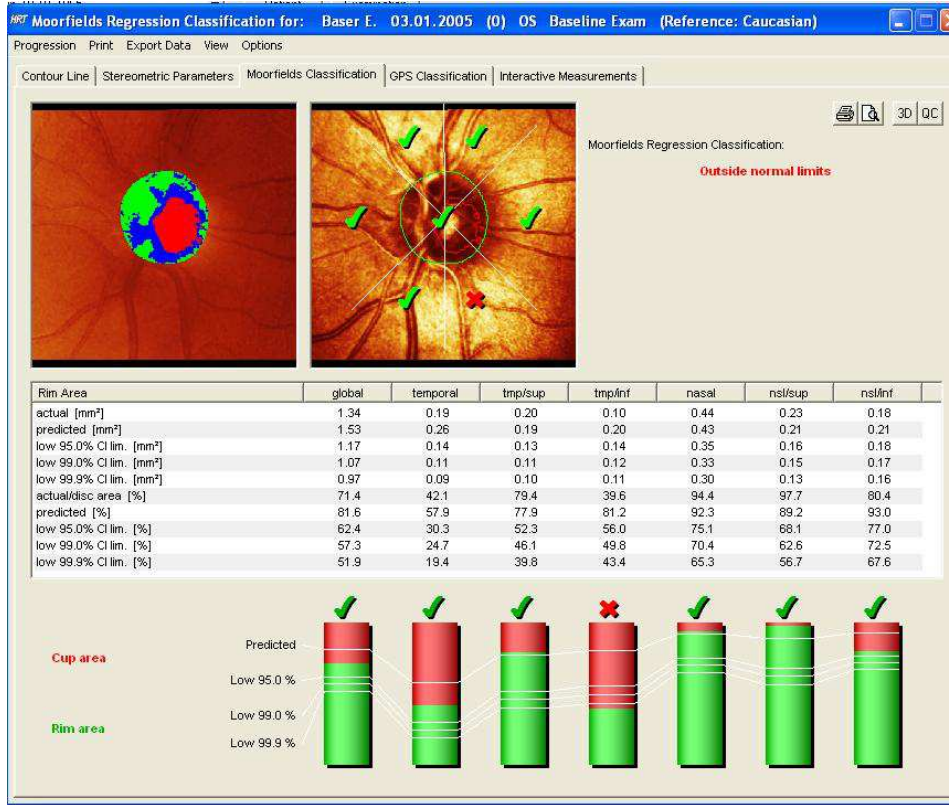 HRT Moorfields Regression Classification for: Baser E. 03.01.2005 (0) OS Baseline Exam (Reference: Caucasian)
Progression Print Export Data View Options
Contour Line Stereometric Parameters Moorfields Classification GPS Classification Interactive Measurements
3D QC
Moorfields Regression Classification:
Outside normal limits
Rim Area global temporal tmp/sup tmp/inf nasal nsl/sup nsl/inf
actual [mm²] 1.34 0.19 0.20 0.10 0.44 0.23 0.18
predicted [mm²] 1.53 0.26 0.19 0.20 0.43 0.21 0.21
low 95.0% CI lim. [mm²] 1.17 0.14 0.13 0.14 0.35 0.16 0.18
low 99.0% CI lim. [mm²] 1.07 0.11 0.11 0.12 0.33 0.15 0.17
low 99.9% CI lim. [mm²] 0.97 0.09 0.10 0.11 0.30 0.13 0.16
actual/disc area [%] 71.4 42.1 79.4 39.6 94.4 97.7 80.4
predicted [%] 81.6 57.9 77.9 81.2 92.3 89.2 93.0
low 95.0% CI lim. [%] 62.4 30.3 52.3 56.0 75.1 68.1 77.0
low 99.0% CI lim. [%] 57.3 24.7 46.1 49.8 70.4 62.6 72.5
low 99.9% CI lim. [%] 51.9 19.4 39.8 43.4 65.3 56.7 67.6
Predicted
Cup area
Low 95.0 %
Low 99.0 %
Rim area
Low 99.9 %